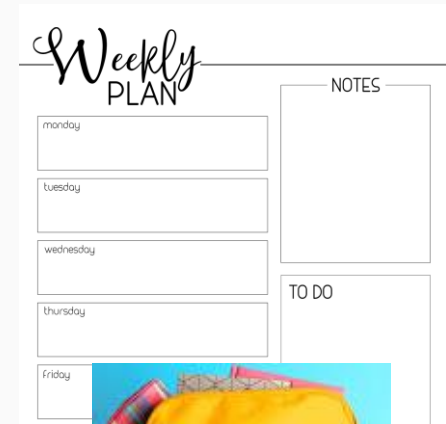 Weekly
PLAN
monday
tuesday
wednesday
thursday
friday
NOTES
TO DO